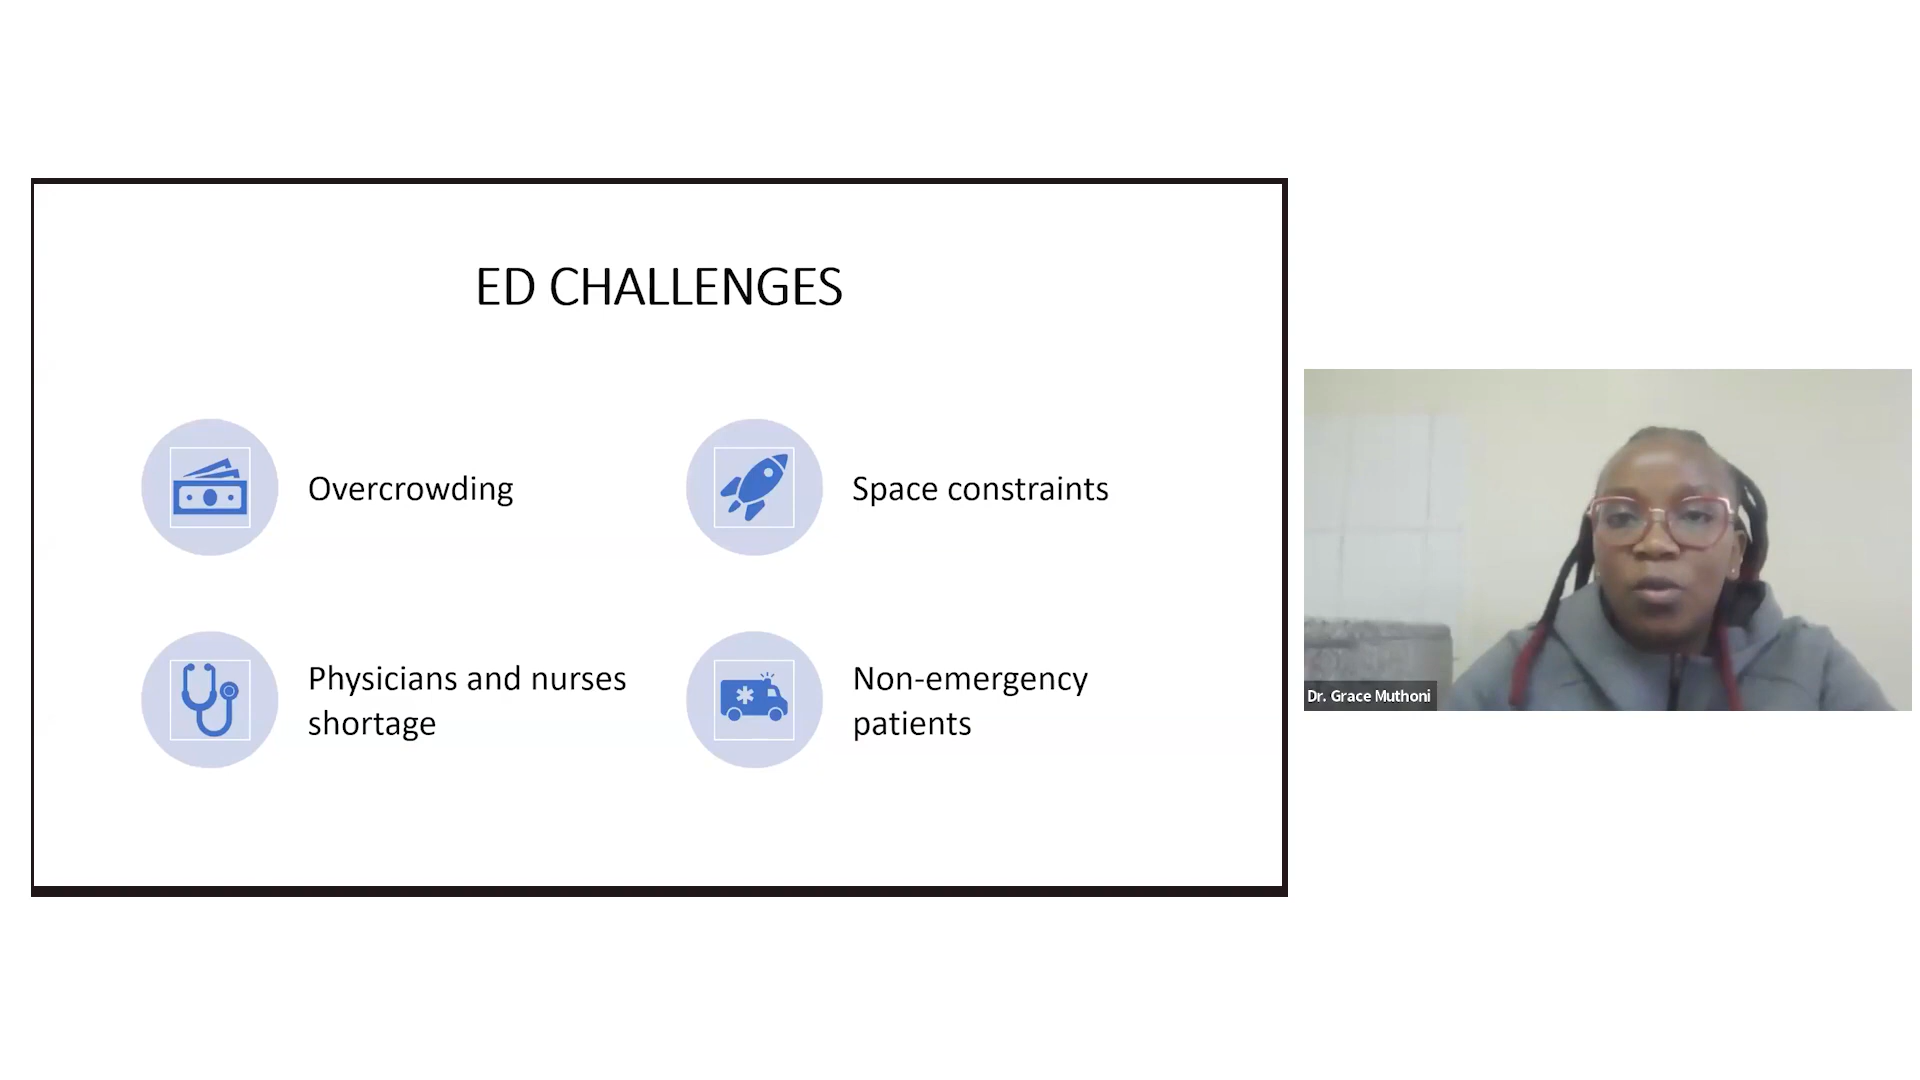 ED CHALLENGES
Overcrowding
Space constraints
Physicians and nurses
shortage
Non-emergency
patients
Dr. Grace Muthoni